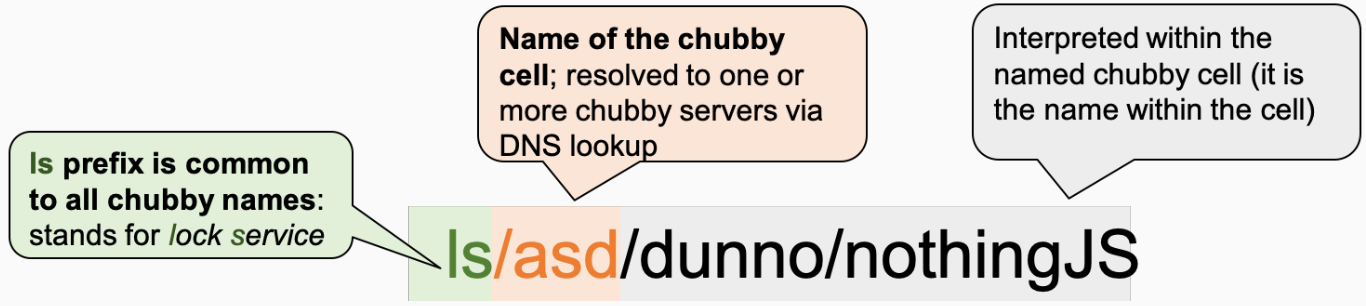 ls prefix is common
to all chubby names:
stands for lock service
Name of the chubby
cell; resolved to one or
more chubby servers via
DNS lookup
Interpreted within the
named chubby cell (it is
the name within the cell)
ls/asd/dunno/nothingJS